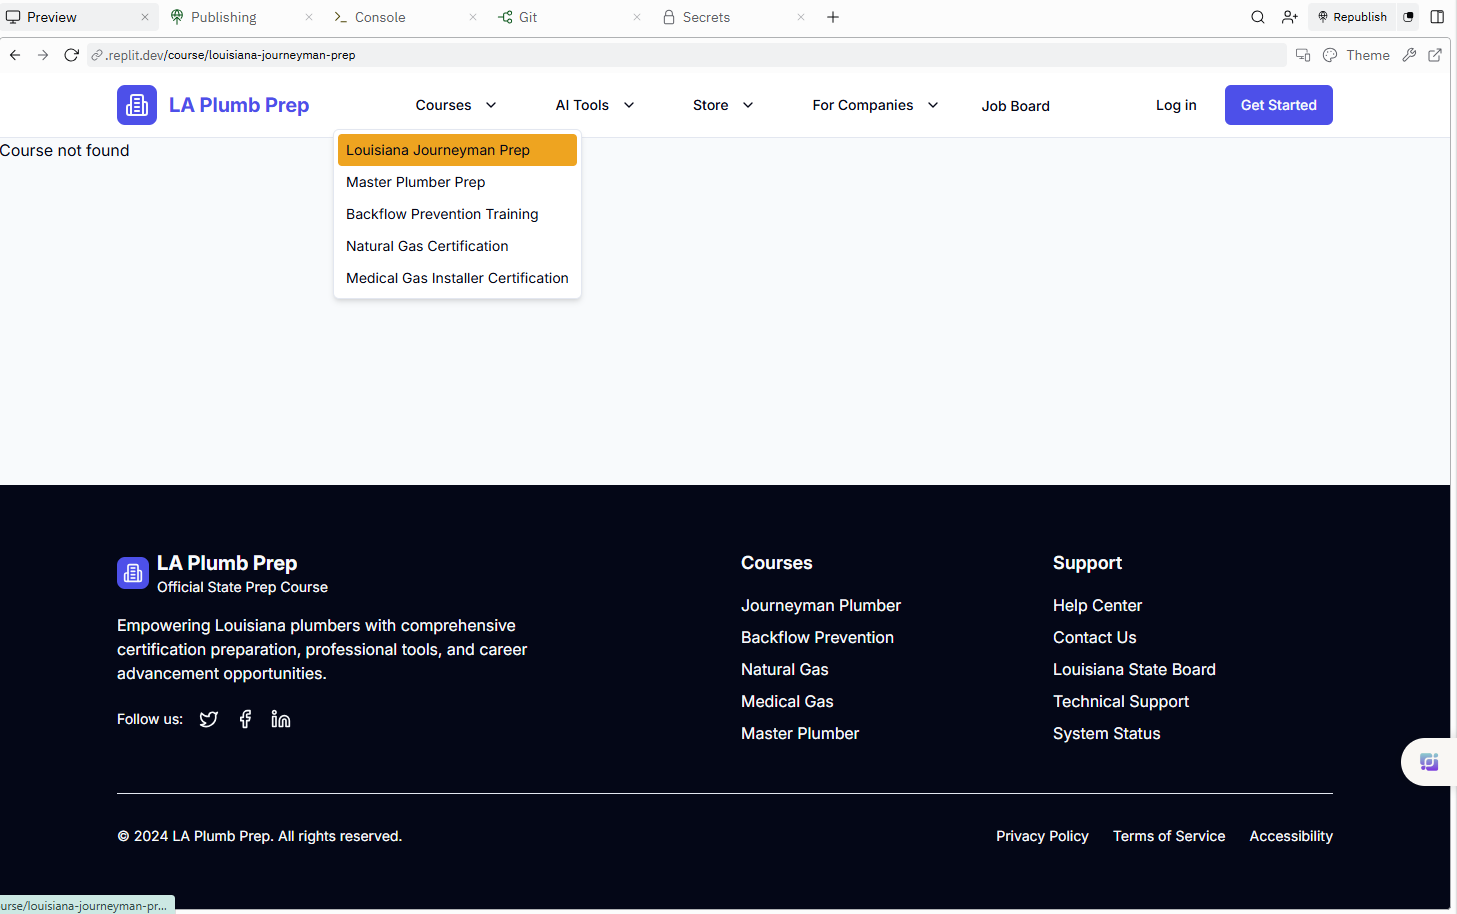 Preview
Publishing
Console
Git
Secrets
Republish
.replit.dev/course/louisiana-journeyman-prep
Theme
LA Plumb Prep
Courses
AI Tools
Store
For Companies
Job Board
Log in
Get Started
Course not found
Louisiana Journeyman Prep
Master Plumber Prep
Backflow Prevention Training
Natural Gas Certification
Medical Gas Installer Certification
LA Plumb Prep
Official State Prep Course
Empowering Louisiana plumbers with comprehensive
certification preparation, professional tools, and career
advancement opportunities.
Follow us:
Courses
Journeyman Plumber
Backflow Prevention
Natural Gas
Medical Gas
Master Plumber
Support
Help Center
Contact Us
Louisiana State Board
Technical Support
System Status
© 2024 LA Plumb Prep. All rights reserved.
Privacy Policy
Terms of Service
Accessibility
urse/louisiana-journeyman-pr...